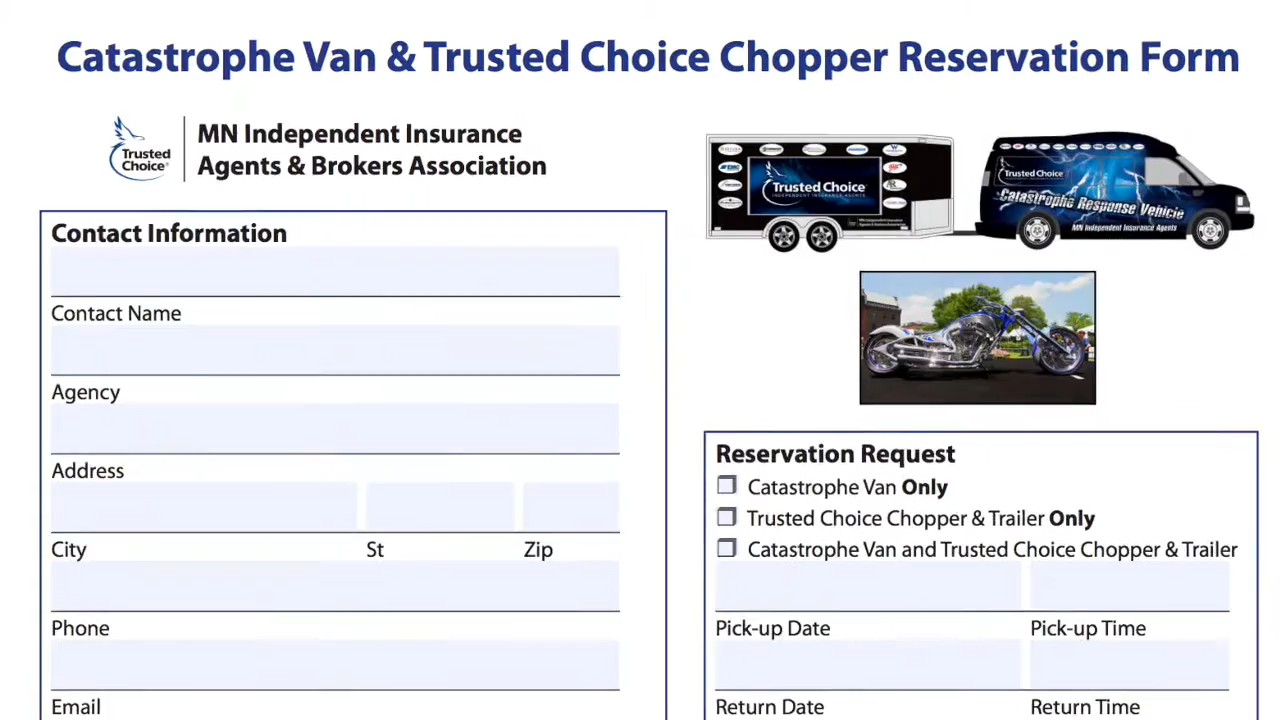 Catastrophe Van & Trusted Choice Chopper Reservation Form
Trusted
Choice®
MN Independent Insurance
Agents & Brokers Association
Trusted Choice
INDEPENDENT INSURANCE AGENTS
Trusted Choice
Catastrophe Response Vehicle
MN Independent Insurance Agents
Contact Information
Contact Name
Agency
Address
City St Zip
Phone
Email
Reservation Request
Catastrophe Van Only
Trusted Choice Chopper & Trailer Only
Catastrophe Van and Trusted Choice Chopper & Trailer
Pick-up Date Pick-up Time
Return Date Return Time